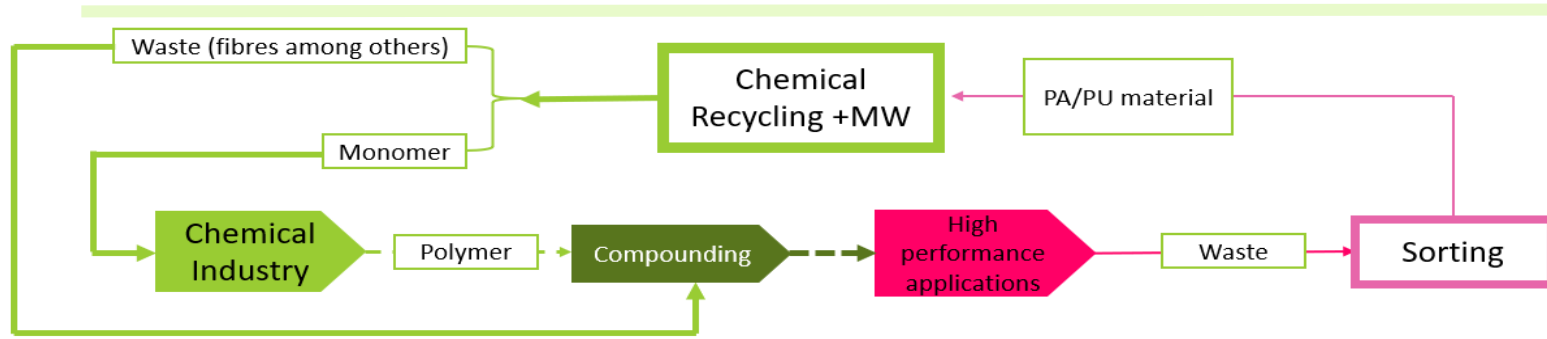 Waste (fibres among others)
Chemical
Recycling +MW
PA/PU material
Monomer
Chemical
Industry
Polymer
Compounding
High
performance
applications
Waste
Sorting